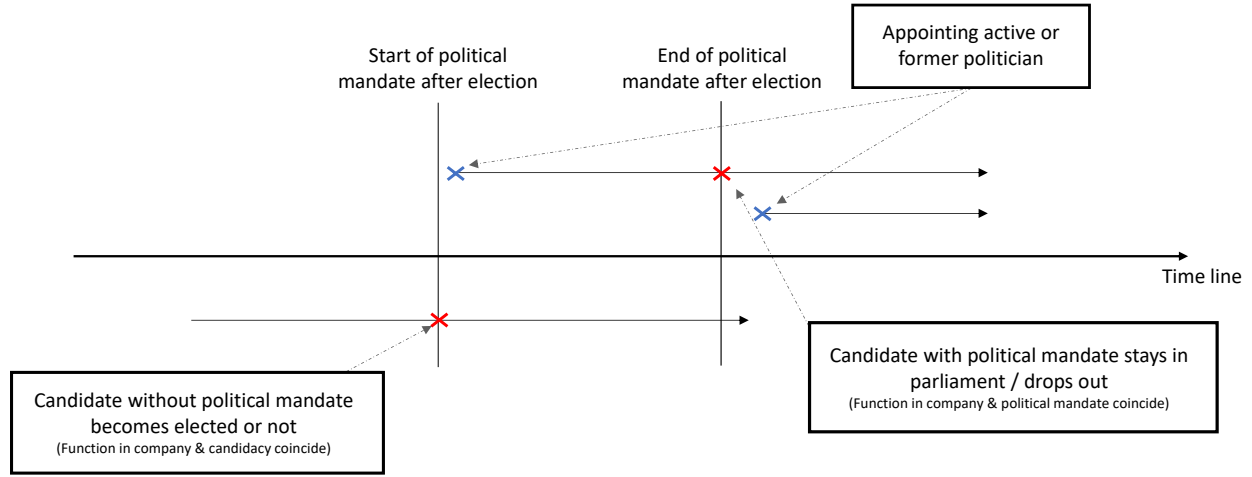 Appointing active or
former politician
Start of political
mandate after election
End of political
mandate after election
Time line
Candidate with political mandate stays in
parliament / drops out
(Function in company & political mandate coincide)
Candidate without political mandate
becomes elected or not
(Function in company & candidacy coincide)